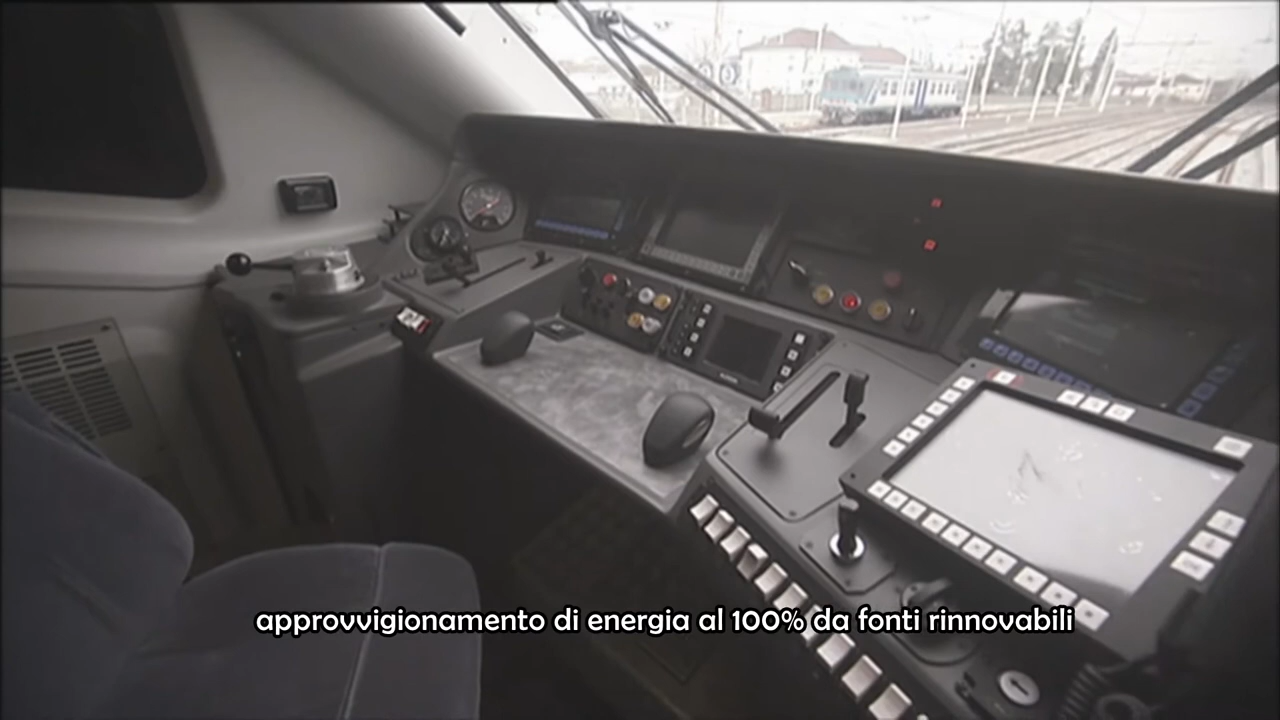 approvvigionamento di energia al 100% da fonti rinnovabili